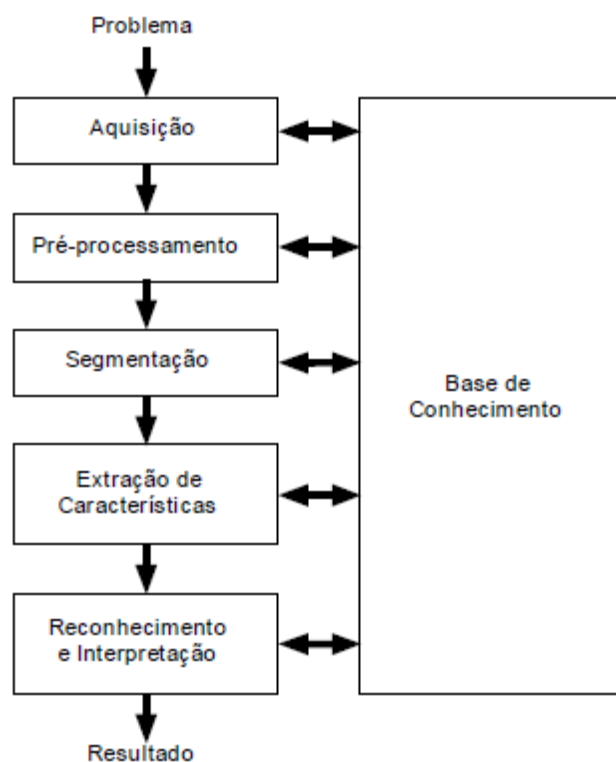 Problema
Aquisição
Pré-processamento
Segmentação
Extração de
Características
Reconhecimento
e Interpretação
Resultado
Base de
Conhecimento